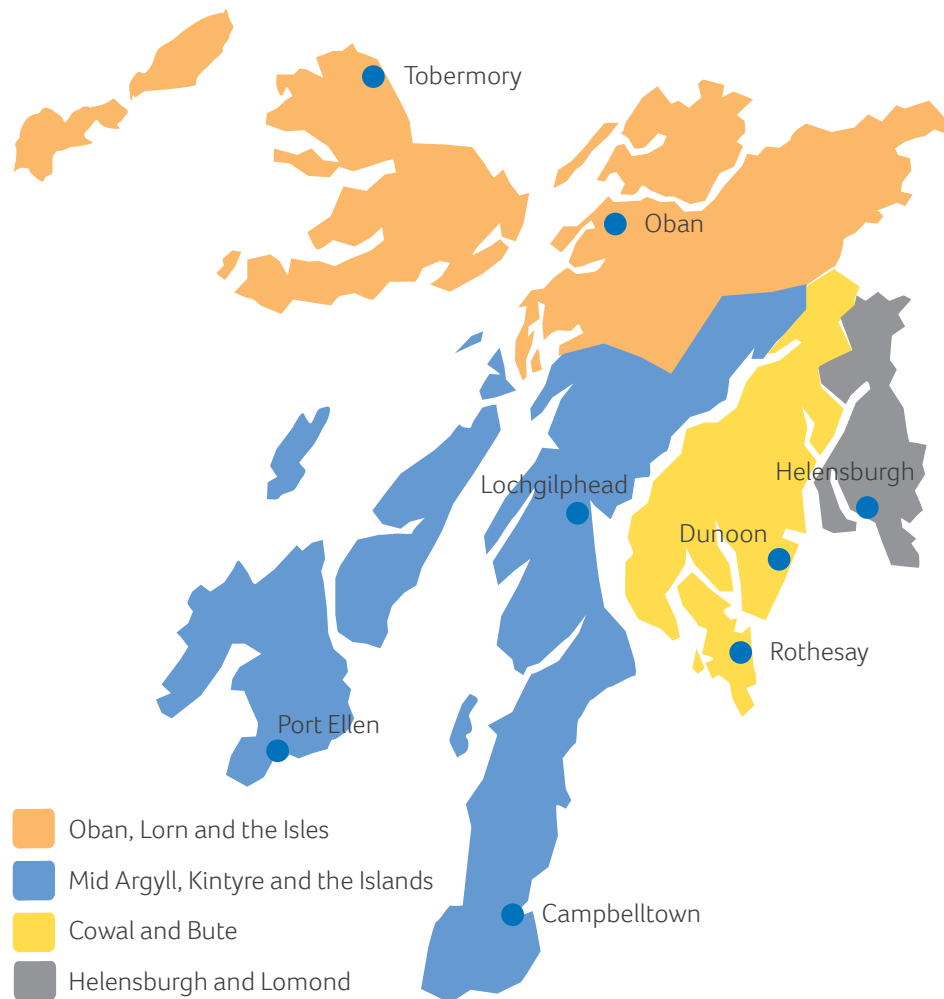 Tobermory
Oban
Lochgilphead
Helensburgh
Dunoon
Rothesay
Port Ellen
Oban, Lorn and the Isles
Mid Argyll, Kintyre and the Islands
Campbelltown
Cowal and Bute
Helensburgh and Lomond